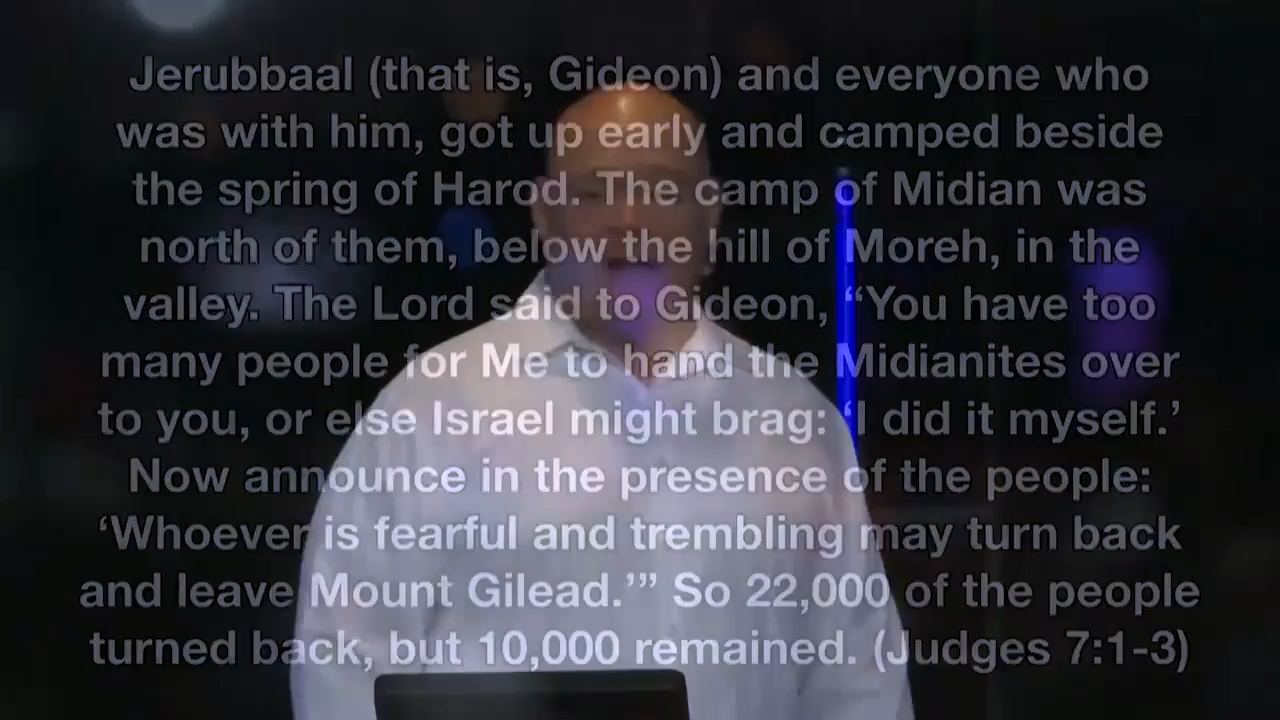 Jerubbaal (that is, Gideon) and everyone who
was with him, got up early and camped beside
the spring of Harod. The camp of Midian was
north of them, below the hill of Moreh, in the
valley. The Lord said to Gideon, “You have too
many people for Me to hand the Midianites over
to you, or else Israel might brag: ‘I did it myself.’
Now announce in the presence of the people:
‘Whoever is fearful and trembling may turn back
and leave Mount Gilead.’” So 22,000 of the people
turned back, but 10,000 remained. (Judges 7:1-3)